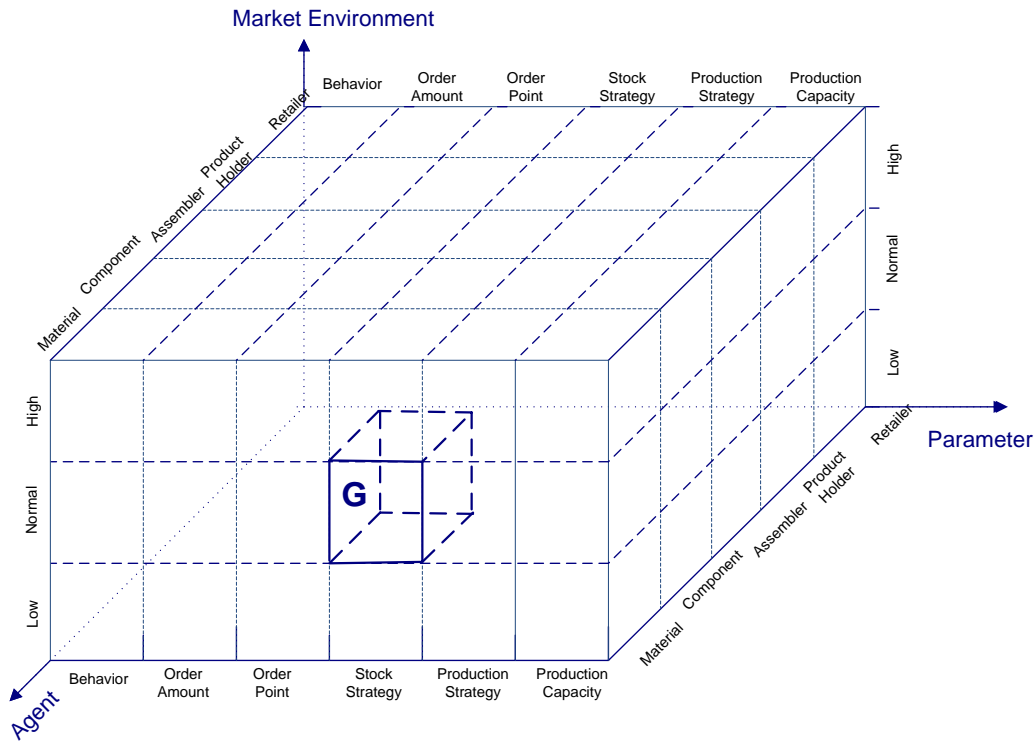 Market Environment
Behavior
Order
Amount
Order
Point
Stock
Strategy
Production
Strategy
Production
Capacity
Retailer
Product
Holder
Assembler
Component
Material
High
Normal
Low
High
Normal
Low
G
Retailer
Parameter
Product
Holder
Assembler
Component
Material
Behavior
Order
Amount
Order
Point
Stock
Strategy
Production
Strategy
Production
Capacity
Agent